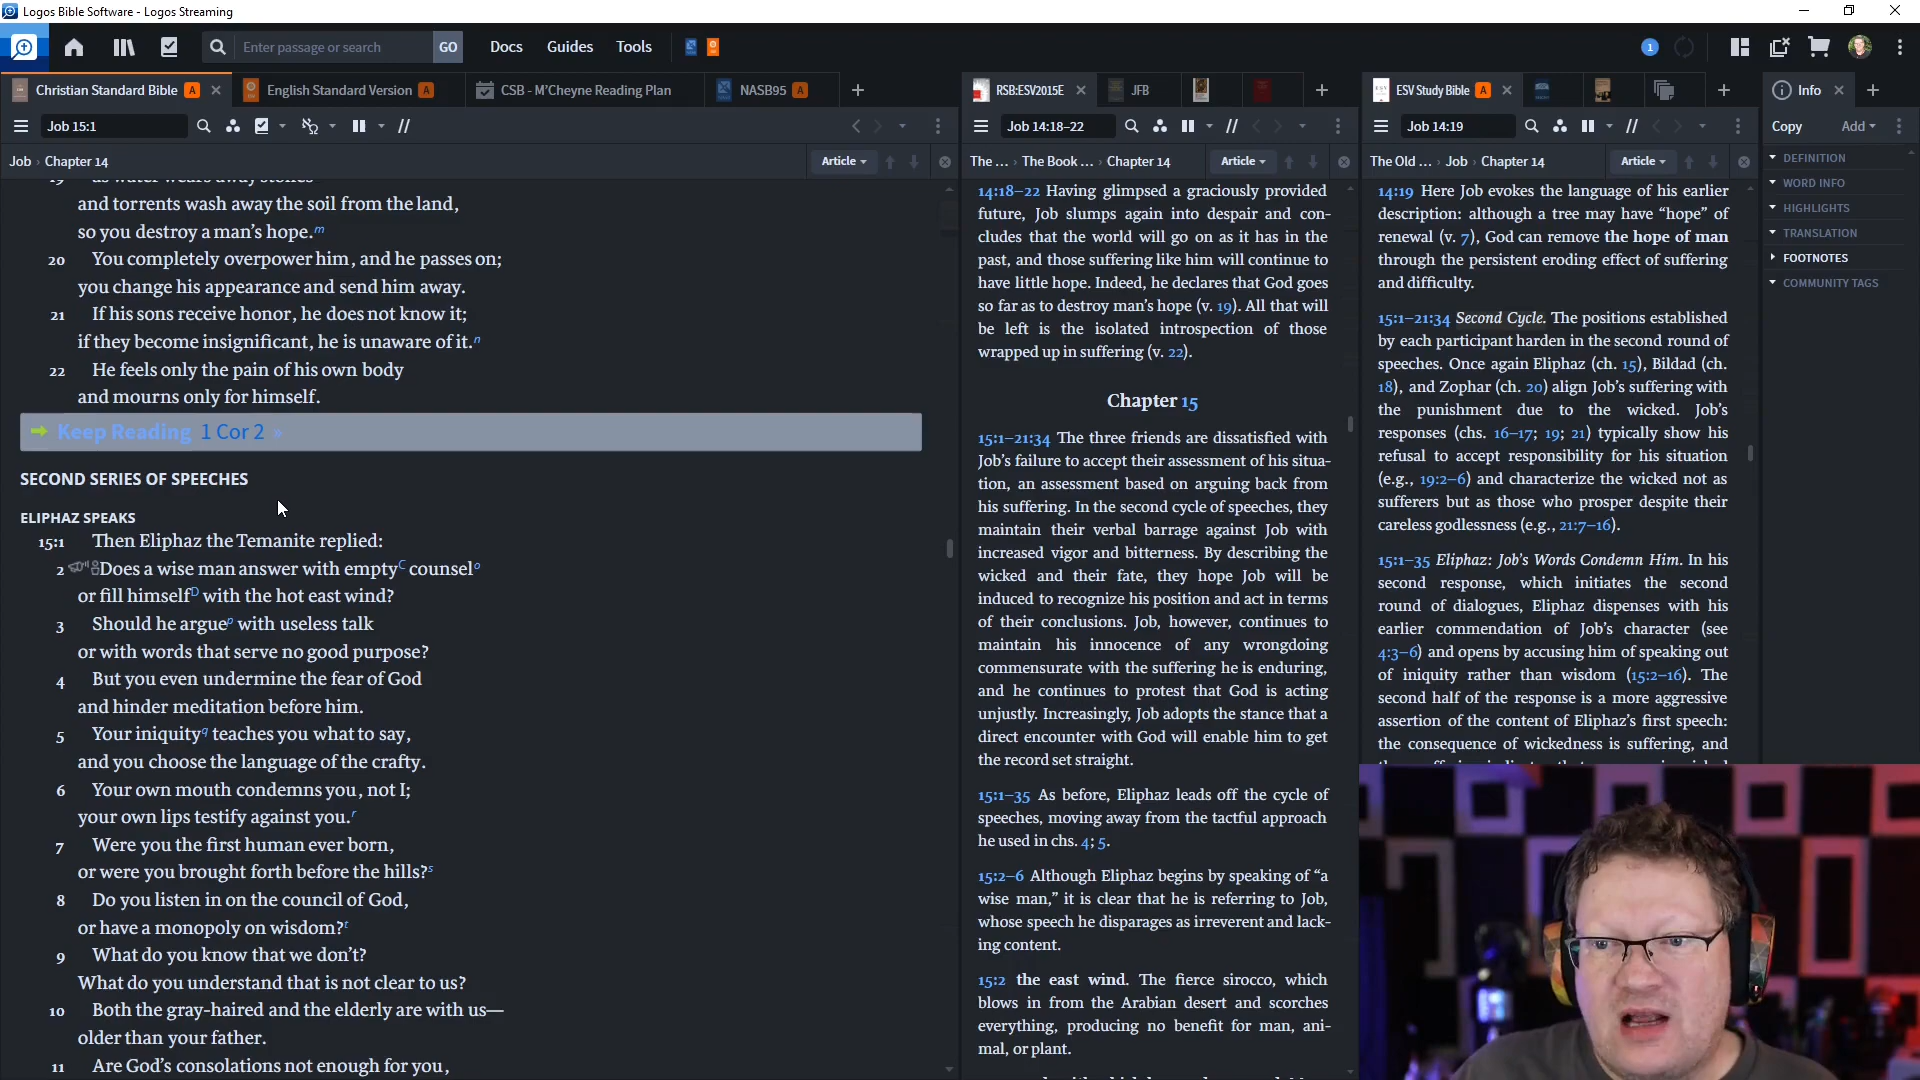 Logos Bible Software - Logos Streaming
Enter passage or search
GO
Docs
Guides
Tools
1
Christian Standard Bible A
English Standard Version A
CSB - M'Cheyne Reading Plan
NASB95 A
RSB:ESV2015E
JFB
ESV Study Bible A
Info
Job 15:1
Job 14:18–22
Job 14:19
Copy
Add
Job › Chapter 14
Article
The ... › The Book ... › Chapter 14
Article
The Old ... › Job › Chapter 14
Article
19 as water wears away stones
and torrents wash away the soil from the land,
so you destroy a man's hope.m
20 You completely overpower him, and he passes on;
you change his appearance and send him away.
21 If his sons receive honor, he does not know it;
if they become insignificant, he is unaware of it.n
22 He feels only the pain of his own body
and mourns only for himself.
Keep Reading 1 Cor 2 »
SECOND SERIES OF SPEECHES
ELIPHAZ SPEAKS
15:1 Then Eliphaz the Temanite replied:
2 Does a wise man answer with emptyC counselo
or fill himselfD with the hot east wind?
3 Should he arguep with useless talk
or with words that serve no good purpose?
4 But you even undermine the fear of God
and hinder meditation before him.
5 Your iniquityq teaches you what to say,
and you choose the language of the crafty.
6 Your own mouth condemns you, not I;
your own lips testify against you.r
7 Were you the first human ever born,
or were you brought forth before the hills?s
8 Do you listen in on the council of God,
or have a monopoly on wisdom?t
9 What do you know that we don't?
What do you understand that is not clear to us?
10 Both the gray-haired and the elderly are with us—
older than your father.
11 Are God's consolations not enough for you,
14:18–22 Having glimpsed a graciously provided
future, Job slumps again into despair and con-
cludes that the world will go on as it has in the
past, and those suffering like him will continue to
have little hope. Indeed, he declares that God goes
so far as to destroy man's hope (v. 19). All that will
be left is the isolated introspection of those
wrapped up in suffering (v. 22).
Chapter 15
15:1–21:34 The three friends are dissatisfied with
Job's failure to accept their assessment of his situa-
tion, an assessment based on arguing back from
his suffering. In the second cycle of speeches, they
maintain their verbal barrage against Job with
increased vigor and bitterness. By describing the
wicked and their fate, they hope Job will be
induced to recognize his position and act in terms
of their conclusions. Job, however, continues to
maintain his innocence of any wrongdoing
commensurate with the suffering he is enduring,
and he continues to protest that God is acting
unjustly. Increasingly, Job adopts the stance that a
direct encounter with God will enable him to get
the record set straight.
15:1–35 As before, Eliphaz leads off the cycle of
speeches, moving away from the tactful approach
he used in chs. 4; 5.
15:2–6 Although Eliphaz begins by speaking of "a
wise man," it is clear that he is referring to Job,
whose speech he disparages as irreverent and lack-
ing content.
15:2 the east wind. The fierce sirocco, which
blows in from the Arabian desert and scorches
everything, producing no benefit for man, ani-
mal, or plant.
14:19 Here Job evokes the language of his earlier
description: although a tree may have "hope" of
renewal (v. 7), God can remove the hope of man
through the persistent eroding effect of suffering
and difficulty.
15:1–21:34 Second Cycle. The positions established
by each participant harden in the second round of
speeches. Once again Eliphaz (ch. 15), Bildad (ch.
18), and Zophar (ch. 20) align Job's suffering with
the punishment due to the wicked. Job's
responses (chs. 16–17; 19; 21) typically show his
refusal to accept responsibility for his situation
(e.g., 19:2–6) and characterize the wicked not as
sufferers but as those who prosper despite their
careless godlessness (e.g., 21:7–16).
15:1–35 Eliphaz: Job's Words Condemn Him. In his
second response, which initiates the second
round of dialogues, Eliphaz dispenses with his
earlier commendation of Job's character (see
4:3–6) and opens by accusing him of speaking out
of iniquity rather than wisdom (15:2–16). The
second half of the response is a more aggressive
assertion of the content of Eliphaz's first speech:
the consequence of wickedness is suffering, and
DEFINITION
WORD INFO
HIGHLIGHTS
TRANSLATION
FOOTNOTES
COMMUNITY TAGS